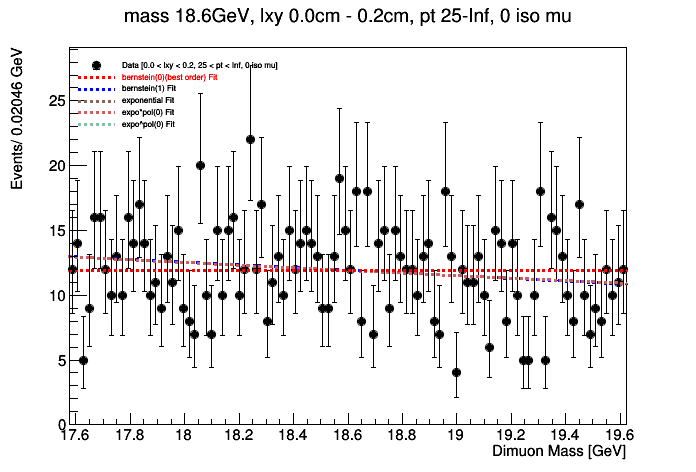 mass 18.6GeV, lxy 0.0cm - 0.2cm, pt 25-Inf, 0 iso mu
Events/ 0.02046 GeV
Data [0.0 < lxy < 0.2, 25 < pt < Inf, 0 iso mu]
bernstein(0)(best order) Fit
bernstein(1) Fit
exponential Fit
expo*pol(0) Fit
expo^pol(0) Fit
25
20
15
10
5
0
17.6 17.8 18 18.2 18.4 18.6 18.8 19 19.2 19.4 19.6
Dimuon Mass [GeV]